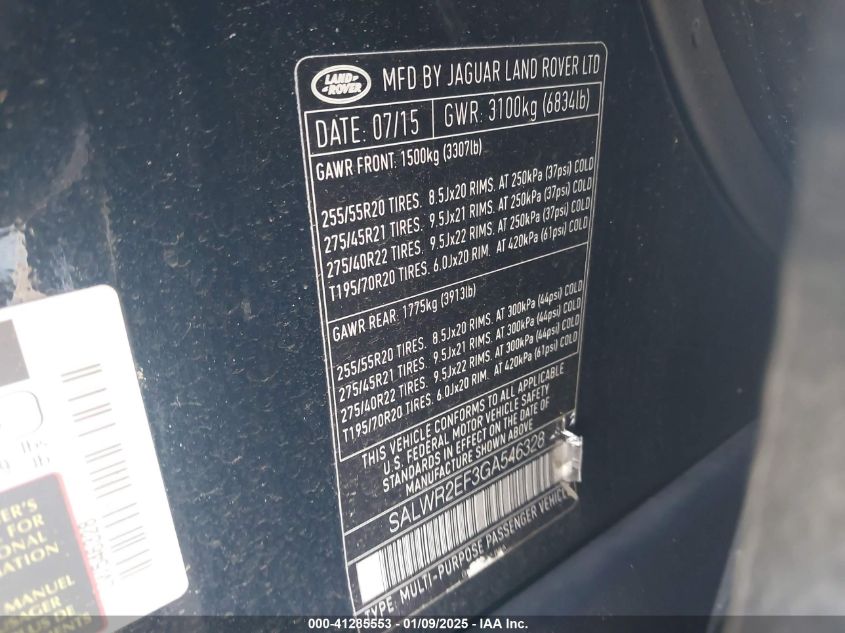 LAND-
-ROVER
MFD BY JAGUAR LAND ROVER LTD
DATE: 07/15
GWR: 3100kg (6834lb)
GAWR FRONT: 1500kg (3307lb)
255/55R20 TIRES. 8.5Jx20 RIMS. AT 250kPa (37psi) COLD
275/45R21 TIRES. 9.5Jx21 RIMS. AT 250kPa (37psi) COLD
275/40R22 TIRES. 9.5Jx22 RIMS. AT 250kPa (37psi) COLD
T195/70R20 TIRES. 6.0Jx20 RIM. AT 420kPa (61psi) COLD
GAWR REAR: 1775kg (3913lb)
255/55R20 TIRES. 8.5Jx20 RIMS. AT 300kPa (44psi) COLD
275/45R21 TIRES. 9.5Jx21 RIMS. AT 300kPa (44psi) COLD
275/40R22 TIRES. 9.5Jx22 RIMS. AT 300kPa (44psi) COLD
T195/70R20 TIRES. 6.0Jx20 RIM. AT 420kPa (61psi) COLD
THIS VEHICLE CONFORMS TO ALL APPLICABLE
U.S. FEDERAL MOTOR VEHICLE SAFETY
STANDARDS IN EFFECT ON THE DATE OF
MANUFACTURE SHOWN ABOVE
SALWR2EF3GA546328
TYPE: MULTI-PURPOSE PASSENGER VEHICLE
lbs
lb
FOR
MANUEL
000-41285553 - 01/09/2025 - IAA Inc.